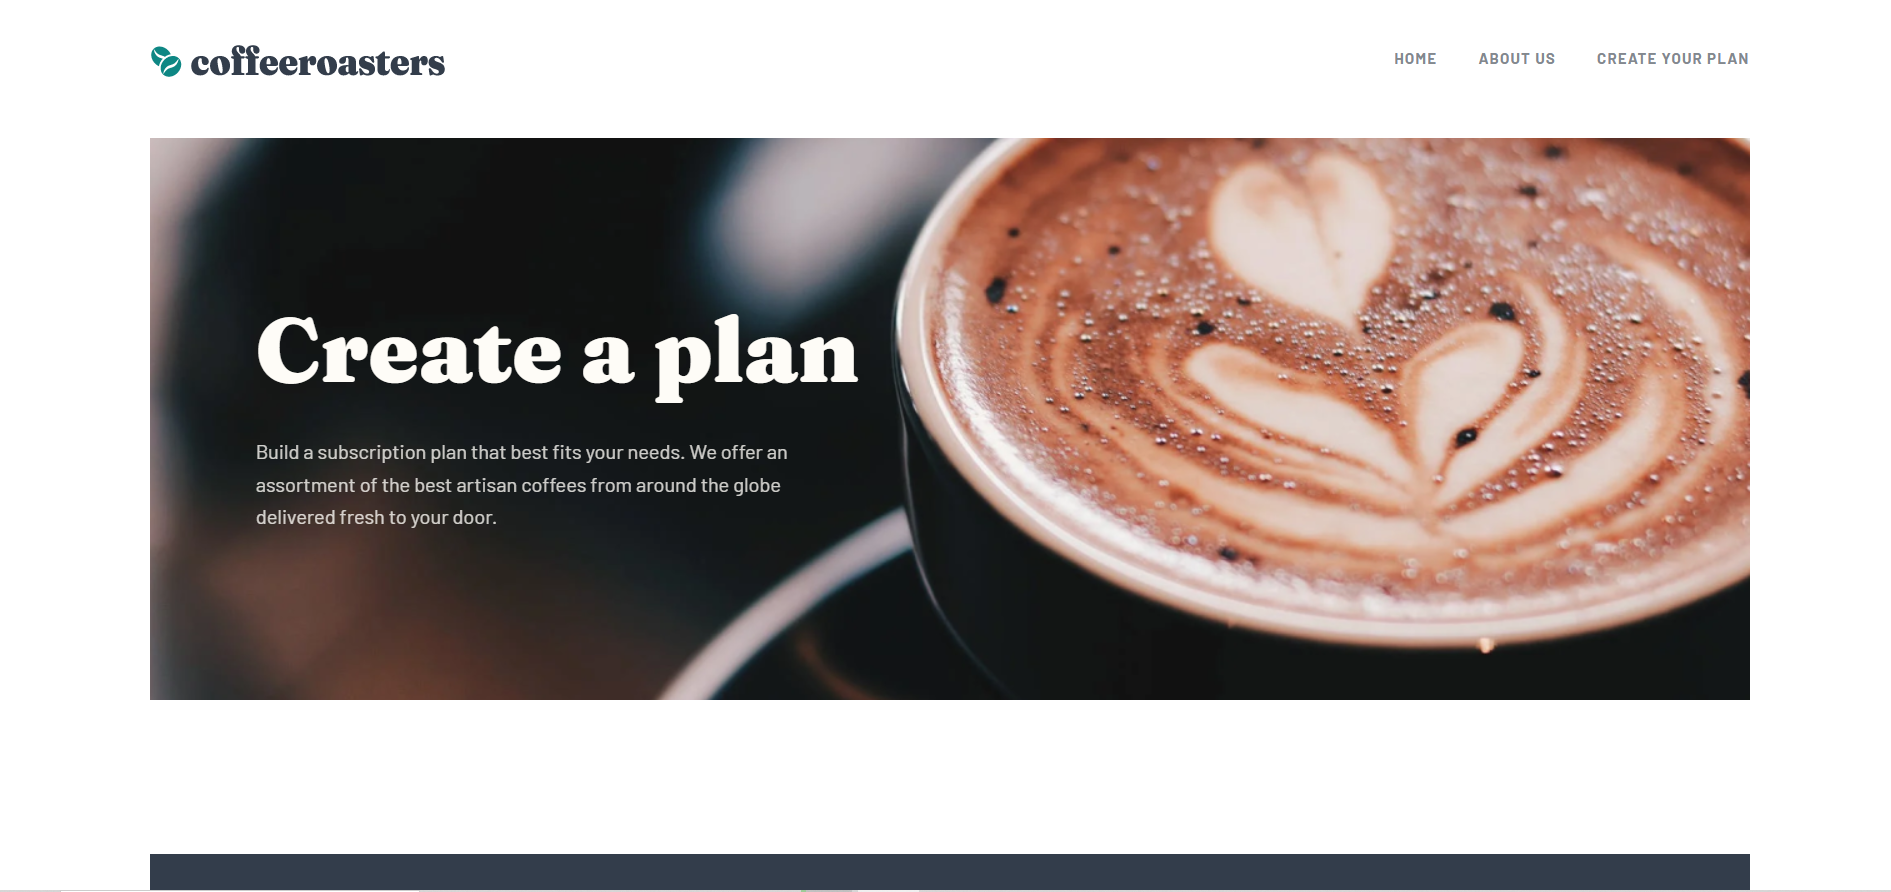 coffeeroasters
HOME ABOUT US CREATE YOUR PLAN
Create a plan
Build a subscription plan that best fits your needs. We offer an
assortment of the best artisan coffees from around the globe
delivered fresh to your door.